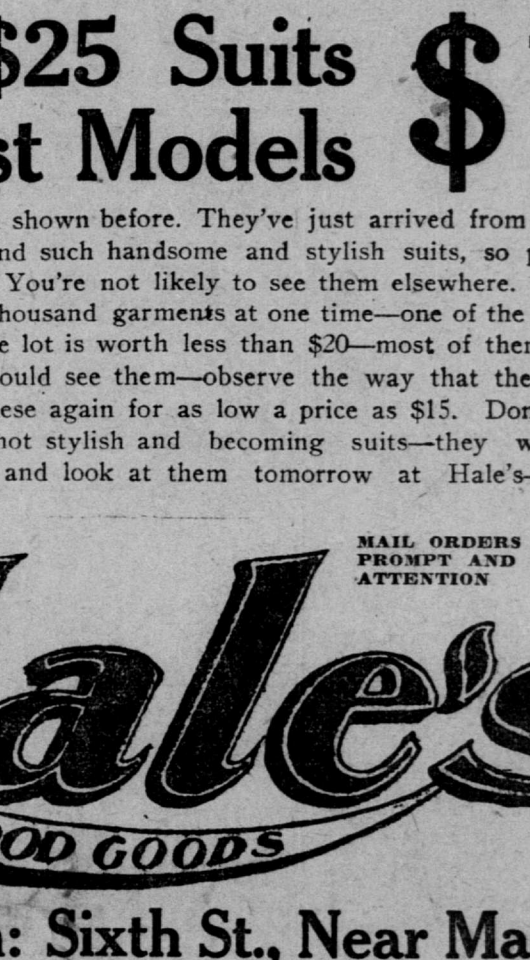 $25 Suits $
st Models
shown before. They've just arrived from
nd such handsome and stylish suits, so p
You're not likely to see them elsewhere.
housand garments at one time—one of the
e lot is worth less than $20—most of ther
ould see them—observe the way that the
ese again for as low a price as $15. Don
not stylish and becoming suits—they w
and look at them tomorrow at Hale's—
MAIL ORDERS
PROMPT AND
ATTENTION
ale's
OOD GOODS
: Sixth St., Near Ma